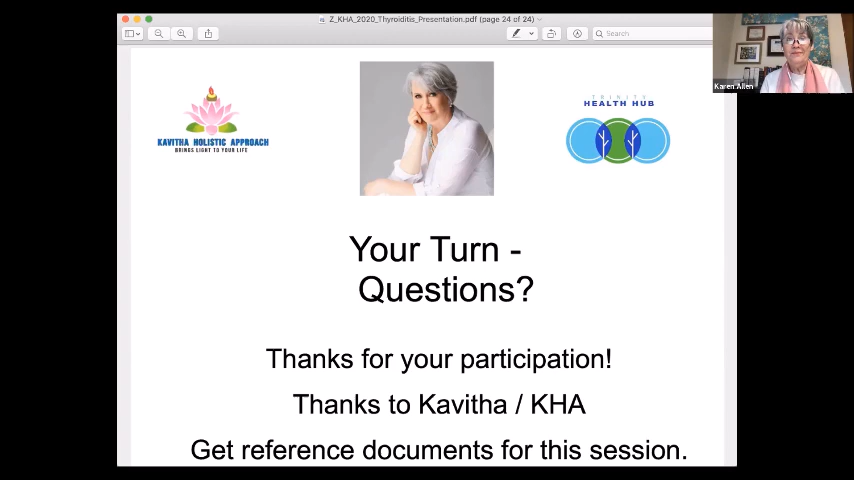 Z_KHA_2020_Thyroiditis_Presentation.pdf (page 24 of 24)
Search
Karen Allen
KAVITHA HOLISTIC APPROACH
BRINGS LIGHT TO YOUR LIFE
TRINITY
HEALTH HUB
Your Turn -
Questions?
Thanks for your participation!
Thanks to Kavitha / KHA
Get reference documents for this session.